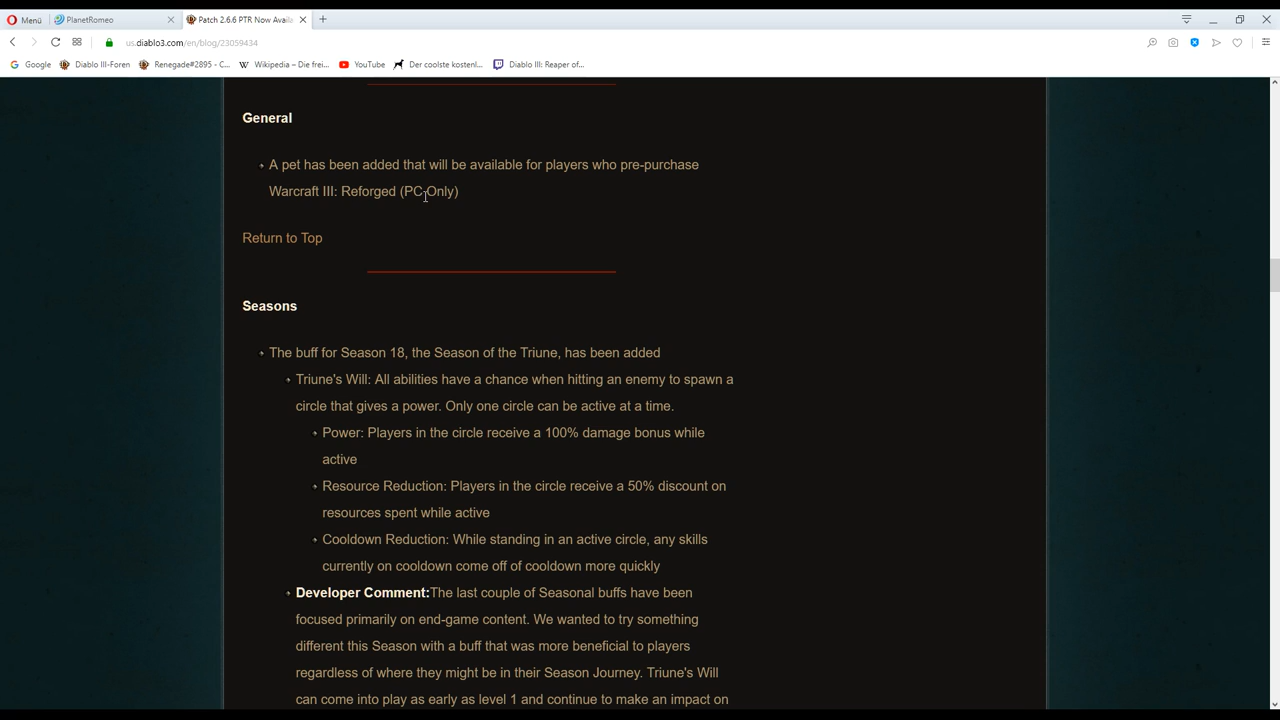 Menü
PlanetRomeo
Patch 2.6.6 PTR Now Availa
us.diablo3.com/en/blog/23059434
Google
Diablo III-Foren
Renegade#2895 - C...
Wikipedia – Die frei...
YouTube
Der coolste kostenl...
Diablo III: Reaper of...
General
A pet has been added that will be available for players who pre-purchase
Warcraft III: Reforged (PC Only)
Return to Top
Seasons
The buff for Season 18, the Season of the Triune, has been added
Triune's Will: All abilities have a chance when hitting an enemy to spawn a
circle that gives a power. Only one circle can be active at a time.
Power: Players in the circle receive a 100% damage bonus while
active
Resource Reduction: Players in the circle receive a 50% discount on
resources spent while active
Cooldown Reduction: While standing in an active circle, any skills
currently on cooldown come off of cooldown more quickly
Developer Comment:The last couple of Seasonal buffs have been
focused primarily on end-game content. We wanted to try something
different this Season with a buff that was more beneficial to players
regardless of where they might be in their Season Journey. Triune's Will
can come into play as early as level 1 and continue to make an impact on